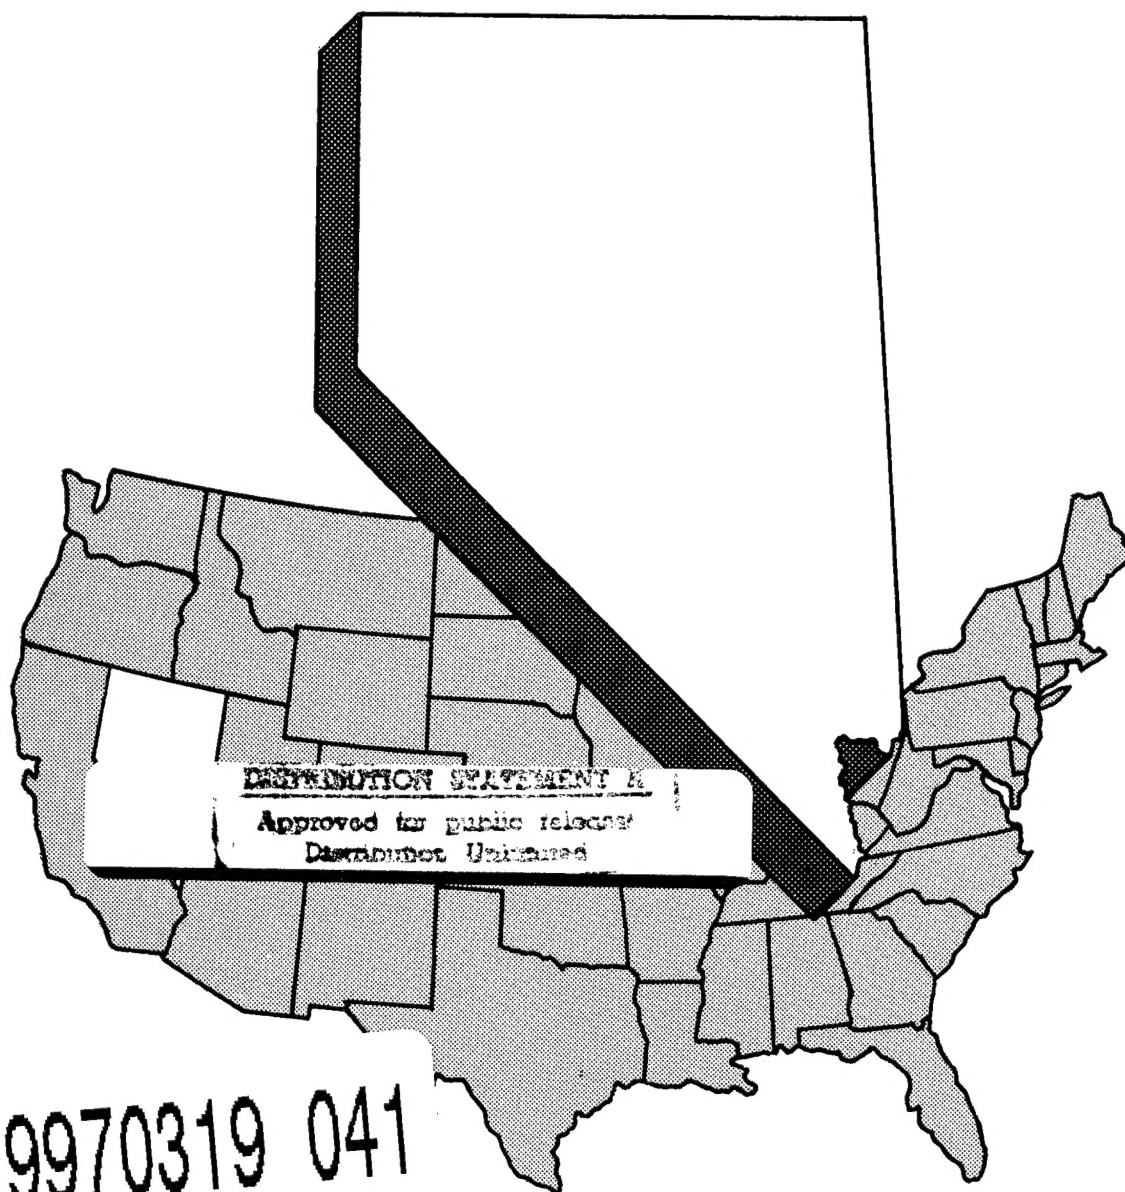 DISTRIBUTION STATEMENT A
Approved for public release
Distribution Unlimited
9970319 041